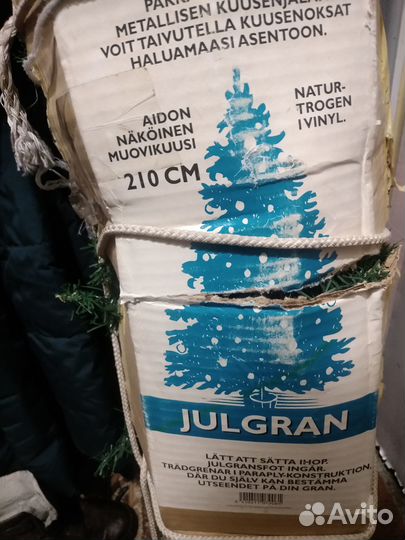 METALLISEN KUUSENJALAN
VOIT TAIVUTELLA KUUSENOKSAT
HALUAMAASI ASENTOON.
AIDON
NÄKÖINEN
MUOVIKUUSI
210 CM
NATUR-
TROGEN
I VINYL.
JULGRAN
LÄTT ATT SÄTTA IHOP.
JULGRANSFOT INGÅR.
TRÄDGRENAR I PARAPLY-KONSTRUKTION,
DÄR DU SJÄLV KAN BESTÄMMA
UTSEENDET PÅ DIN GRAN.
Avito